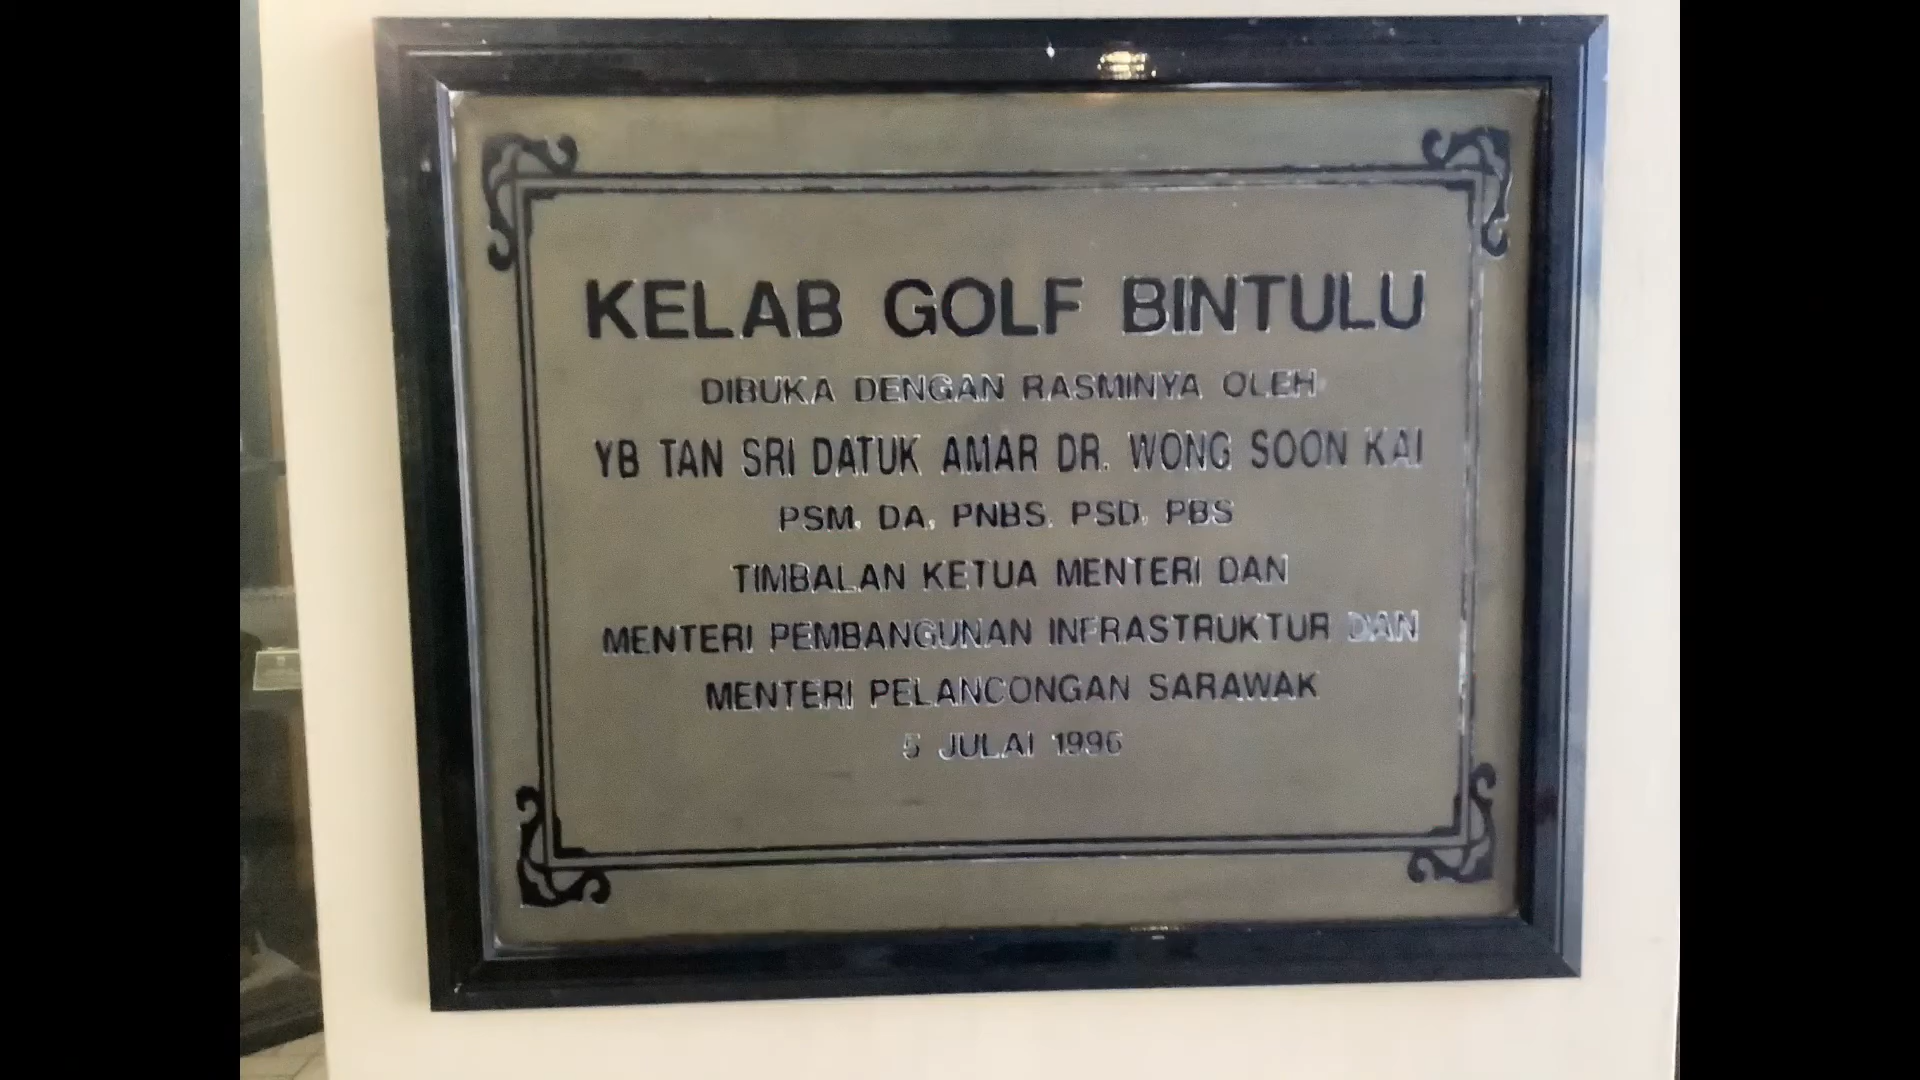 KELAB GOLF BINTULU
DIBUKA DENGAN RASMINYA OLEH
YB TAN SRI DATUK AMAR DR. WONG SOON KAI
PSM, DA, PNBS, PSD, PBS
TIMBALAN KETUA MENTERI DAN
MENTERI PEMBANGUNAN INFRASTRUKTUR DAN
MENTERI PELANCONGAN SARAWAK
5 JULAI 1996